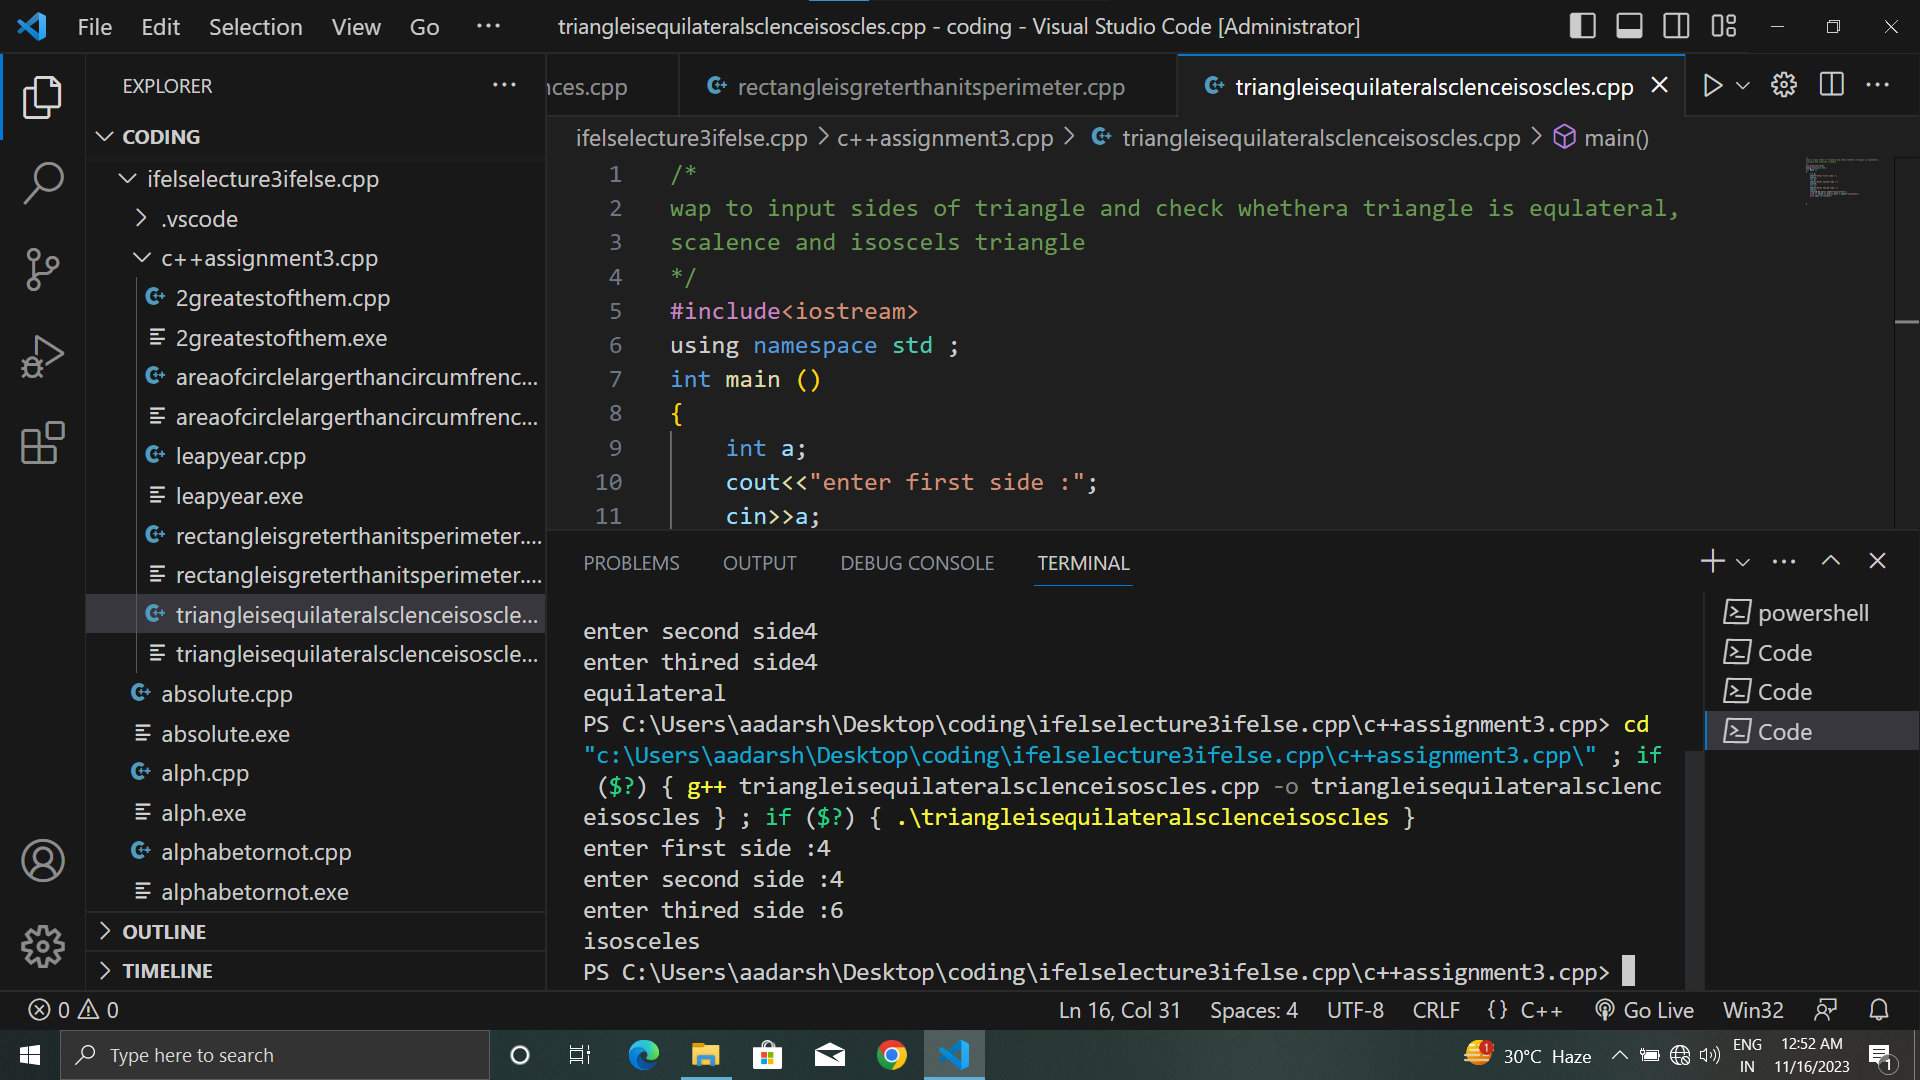 File Edit Selection View Go ···
triangleisequilateralsclenceisoscles.cpp - coding - Visual Studio Code [Administrator]
EXPLORER ···
CODING
ifelselecture3ifelse.cpp
.vscode
c++assignment3.cpp
2greatestofthem.cpp
2greatestofthem.exe
areaofcirclelargerthancircumfrenc...
areaofcirclelargerthancircumfrenc...
leapyear.cpp
leapyear.exe
rectangleisgreterthanitsperimeter....
rectangleisgreterthanitsperimeter....
triangleisequilateralsclenceisoscle...
triangleisequilateralsclenceisoscle...
absolute.cpp
absolute.exe
alph.cpp
alph.exe
alphabetornot.cpp
alphabetornot.exe
OUTLINE
TIMELINE
nces.cpp rectangleisgreterthanitsperimeter.cpp triangleisequilateralsclenceisoscles.cpp
ifelselecture3ifelse.cpp > c++assignment3.cpp > triangleisequilateralsclenceisoscles.cpp > main()
1 /*
2 wap to input sides of triangle and check whethera triangle is equlateral,
3 scalence and isoscels triangle
4 */
5 #include<iostream>
6 using namespace std ;
7 int main ()
8 {
9 int a;
10 cout<<"enter first side :";
11 cin>>a;
PROBLEMS OUTPUT DEBUG CONSOLE TERMINAL
enter second side4
enter thired side4
equilateral
PS C:\Users\aadarsh\Desktop\coding\ifelselecture3ifelse.cpp\c++assignment3.cpp> cd
"c:\Users\aadarsh\Desktop\coding\ifelselecture3ifelse.cpp\c++assignment3.cpp\" ; if
($?) { g++ triangleisequilateralsclenceisoscles.cpp -o triangleisequilateralsclenc
eisoscles } ; if ($?) { .\triangleisequilateralsclenceisoscles }
enter first side :4
enter second side :4
enter thired side :6
isosceles
PS C:\Users\aadarsh\Desktop\coding\ifelselecture3ifelse.cpp\c++assignment3.cpp>
powershell
Code
Code
Code
0 0 Ln 16, Col 31 Spaces: 4 UTF-8 CRLF {} C++ Go Live Win32
Type here to search
30°C Haze
ENG
IN
12:52 AM
11/16/2023
1
1